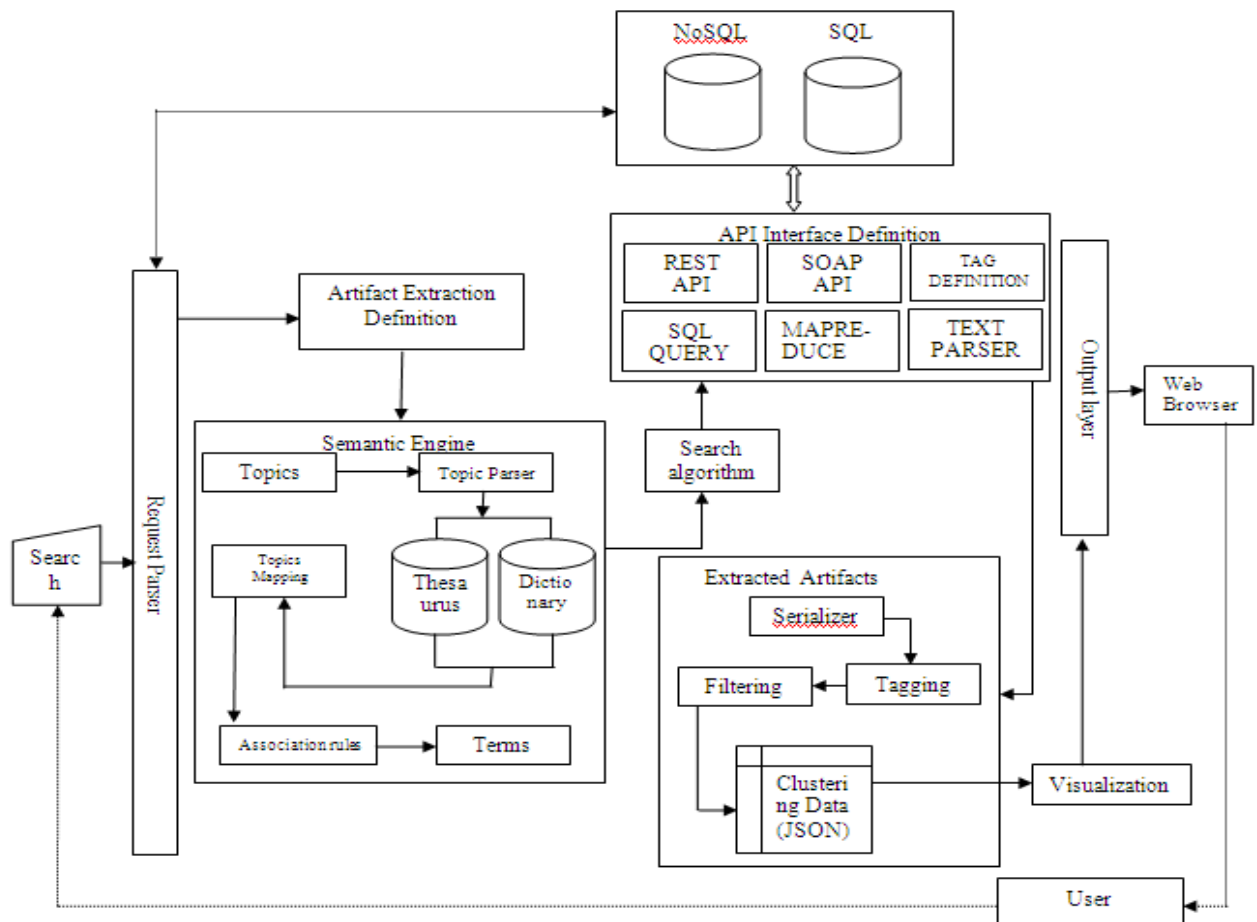 NoSQL
SQL
API Interface Definition
REST
API
SOAP
API
TAG
DEFINITION
SQL
QUERY
MAPRE-
DUCE
TEXT
PARSER
Artifact Extraction
Definition
Request Parser
Output layer
Web
Browser
Semantic Engine
Topics
Topic Parser
Search
algorithm
Topics
Mapping
Thesa
urus
Dictio
nary
Association rules
Terms
Searc
h
Extracted Artifacts
Serializer
Filtering
Tagging
Clusteri
ng Data
(JSON)
Visualization
User